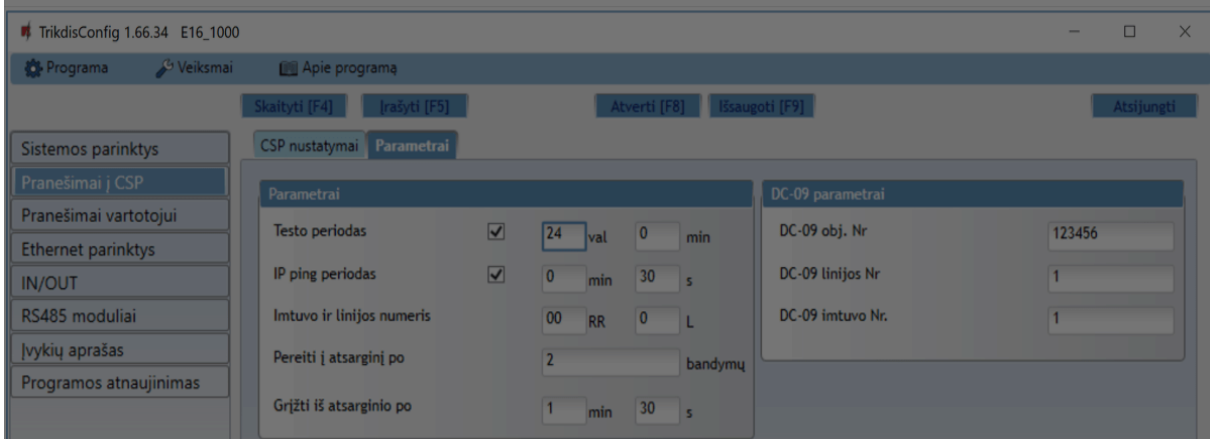 TrikdisConfig 1.66.34 E16_1000
Programa Veiksmai Apie programą
Skaityti [F4] Įrašyti [F5] Atverti [F8] Išsaugoti [F9] Atsijungti
Sistemos parinktys
Pranešimai į CSP
Pranešimai vartotojui
Ethernet parinktys
IN/OUT
RS485 moduliai
Įvykių aprašas
Programos atnaujinimas
CSP nustatymai Parametrai
Parametrai
Testo periodas 24 val 0 min
IP ping periodas 0 min 30 s
Imtuvo ir linijos numeris 00 RR 0 L
Pereiti į atsarginį po 2 bandymų
Grįžti iš atsarginio po 1 min 30 s
DC-09 parametrai
DC-09 obj. Nr 123456
DC-09 linijos Nr 1
DC-09 imtuvo Nr. 1